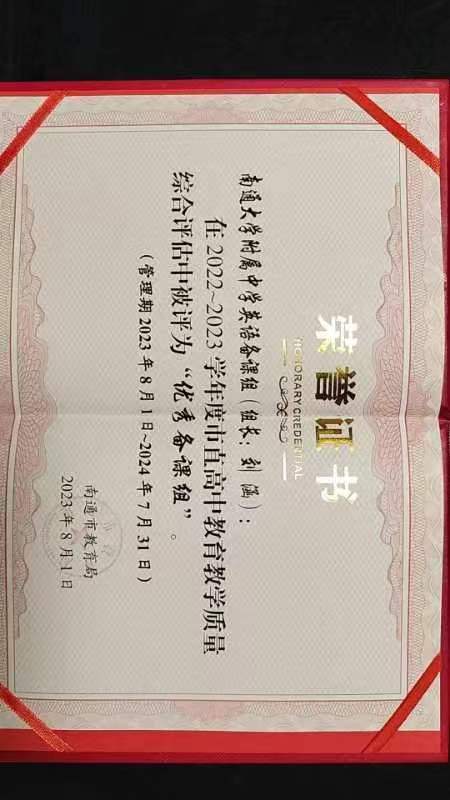 荣誉证书
HONORARY CREDENTIAL
南通大学附属中学英语备课组（组长：刘涵）：
在2022~2023学年度市直高中教育教学质量
综合评估中被评为“优秀备课组”。
（管理期2023年8月1日~2024年7月31日）
南通市教育局
2023年8月1日